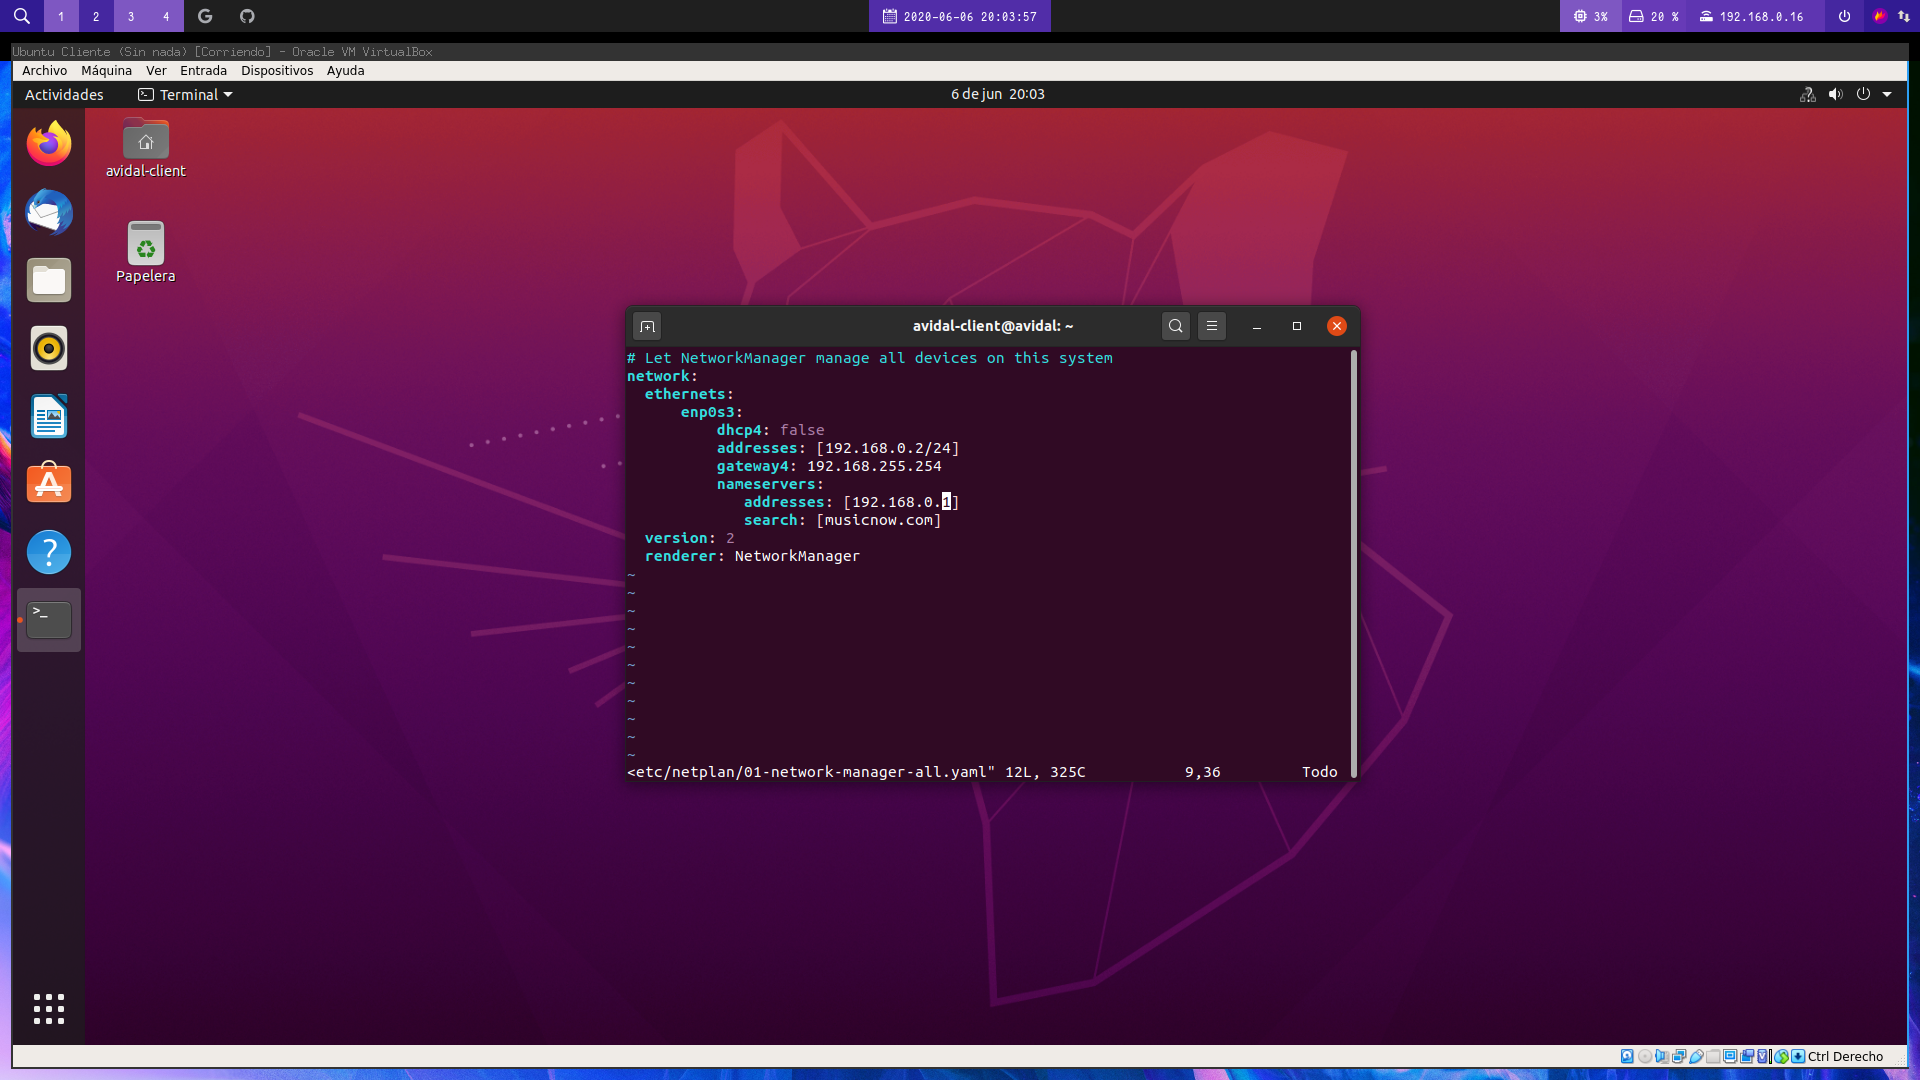 1 2 3 4 2020-06-06 20:03:57 3% 20 % 192.168.0.16
Ubuntu Cliente (Sin nada) [Corriendo] - Oracle VM VirtualBox
Archivo Máquina Ver Entrada Dispositivos Ayuda
Actividades Terminal 6 de jun 20:03
avidal-client
Papelera
avidal-client@avidal: ~
# Let NetworkManager manage all devices on this system
network:
  ethernets:
      enp0s3:
          dhcp4: false
          addresses: [192.168.0.2/24]
          gateway4: 192.168.255.254
          nameservers:
             addresses: [192.168.0.1]
             search: [musicnow.com]
  version: 2
  renderer: NetworkManager
~
~
~
~
~
~
~
~
~
~
~
<etc/netplan/01-network-manager-all.yaml" 12L, 325C 9,36 Todo
Ctrl Derecho